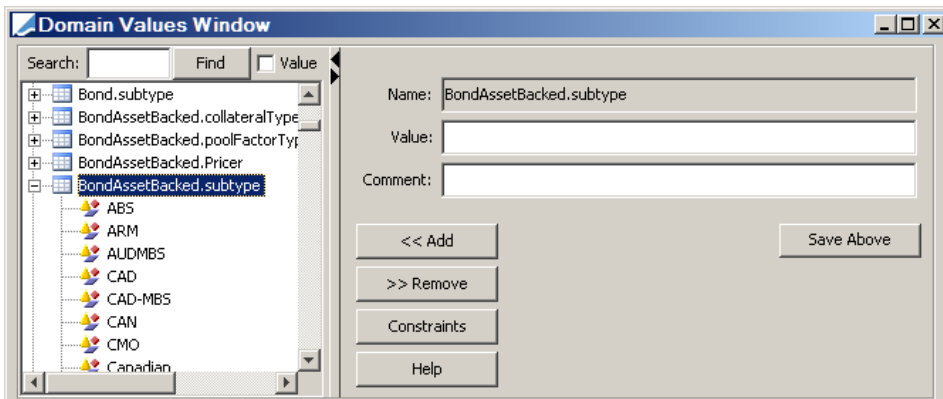 Domain Values Window
Search: Find Value
Bond.subtype
BondAssetBacked.collateralType
BondAssetBacked.poolFactorTyp
BondAssetBacked.Pricer
BondAssetBacked.subtype
ABS
ARM
AUDMBS
CAD
CAD-MBS
CAN
CMO
Canadian
Name: BondAssetBacked.subtype
Value:
Comment:
<< Add
Save Above
>> Remove
Constraints
Help